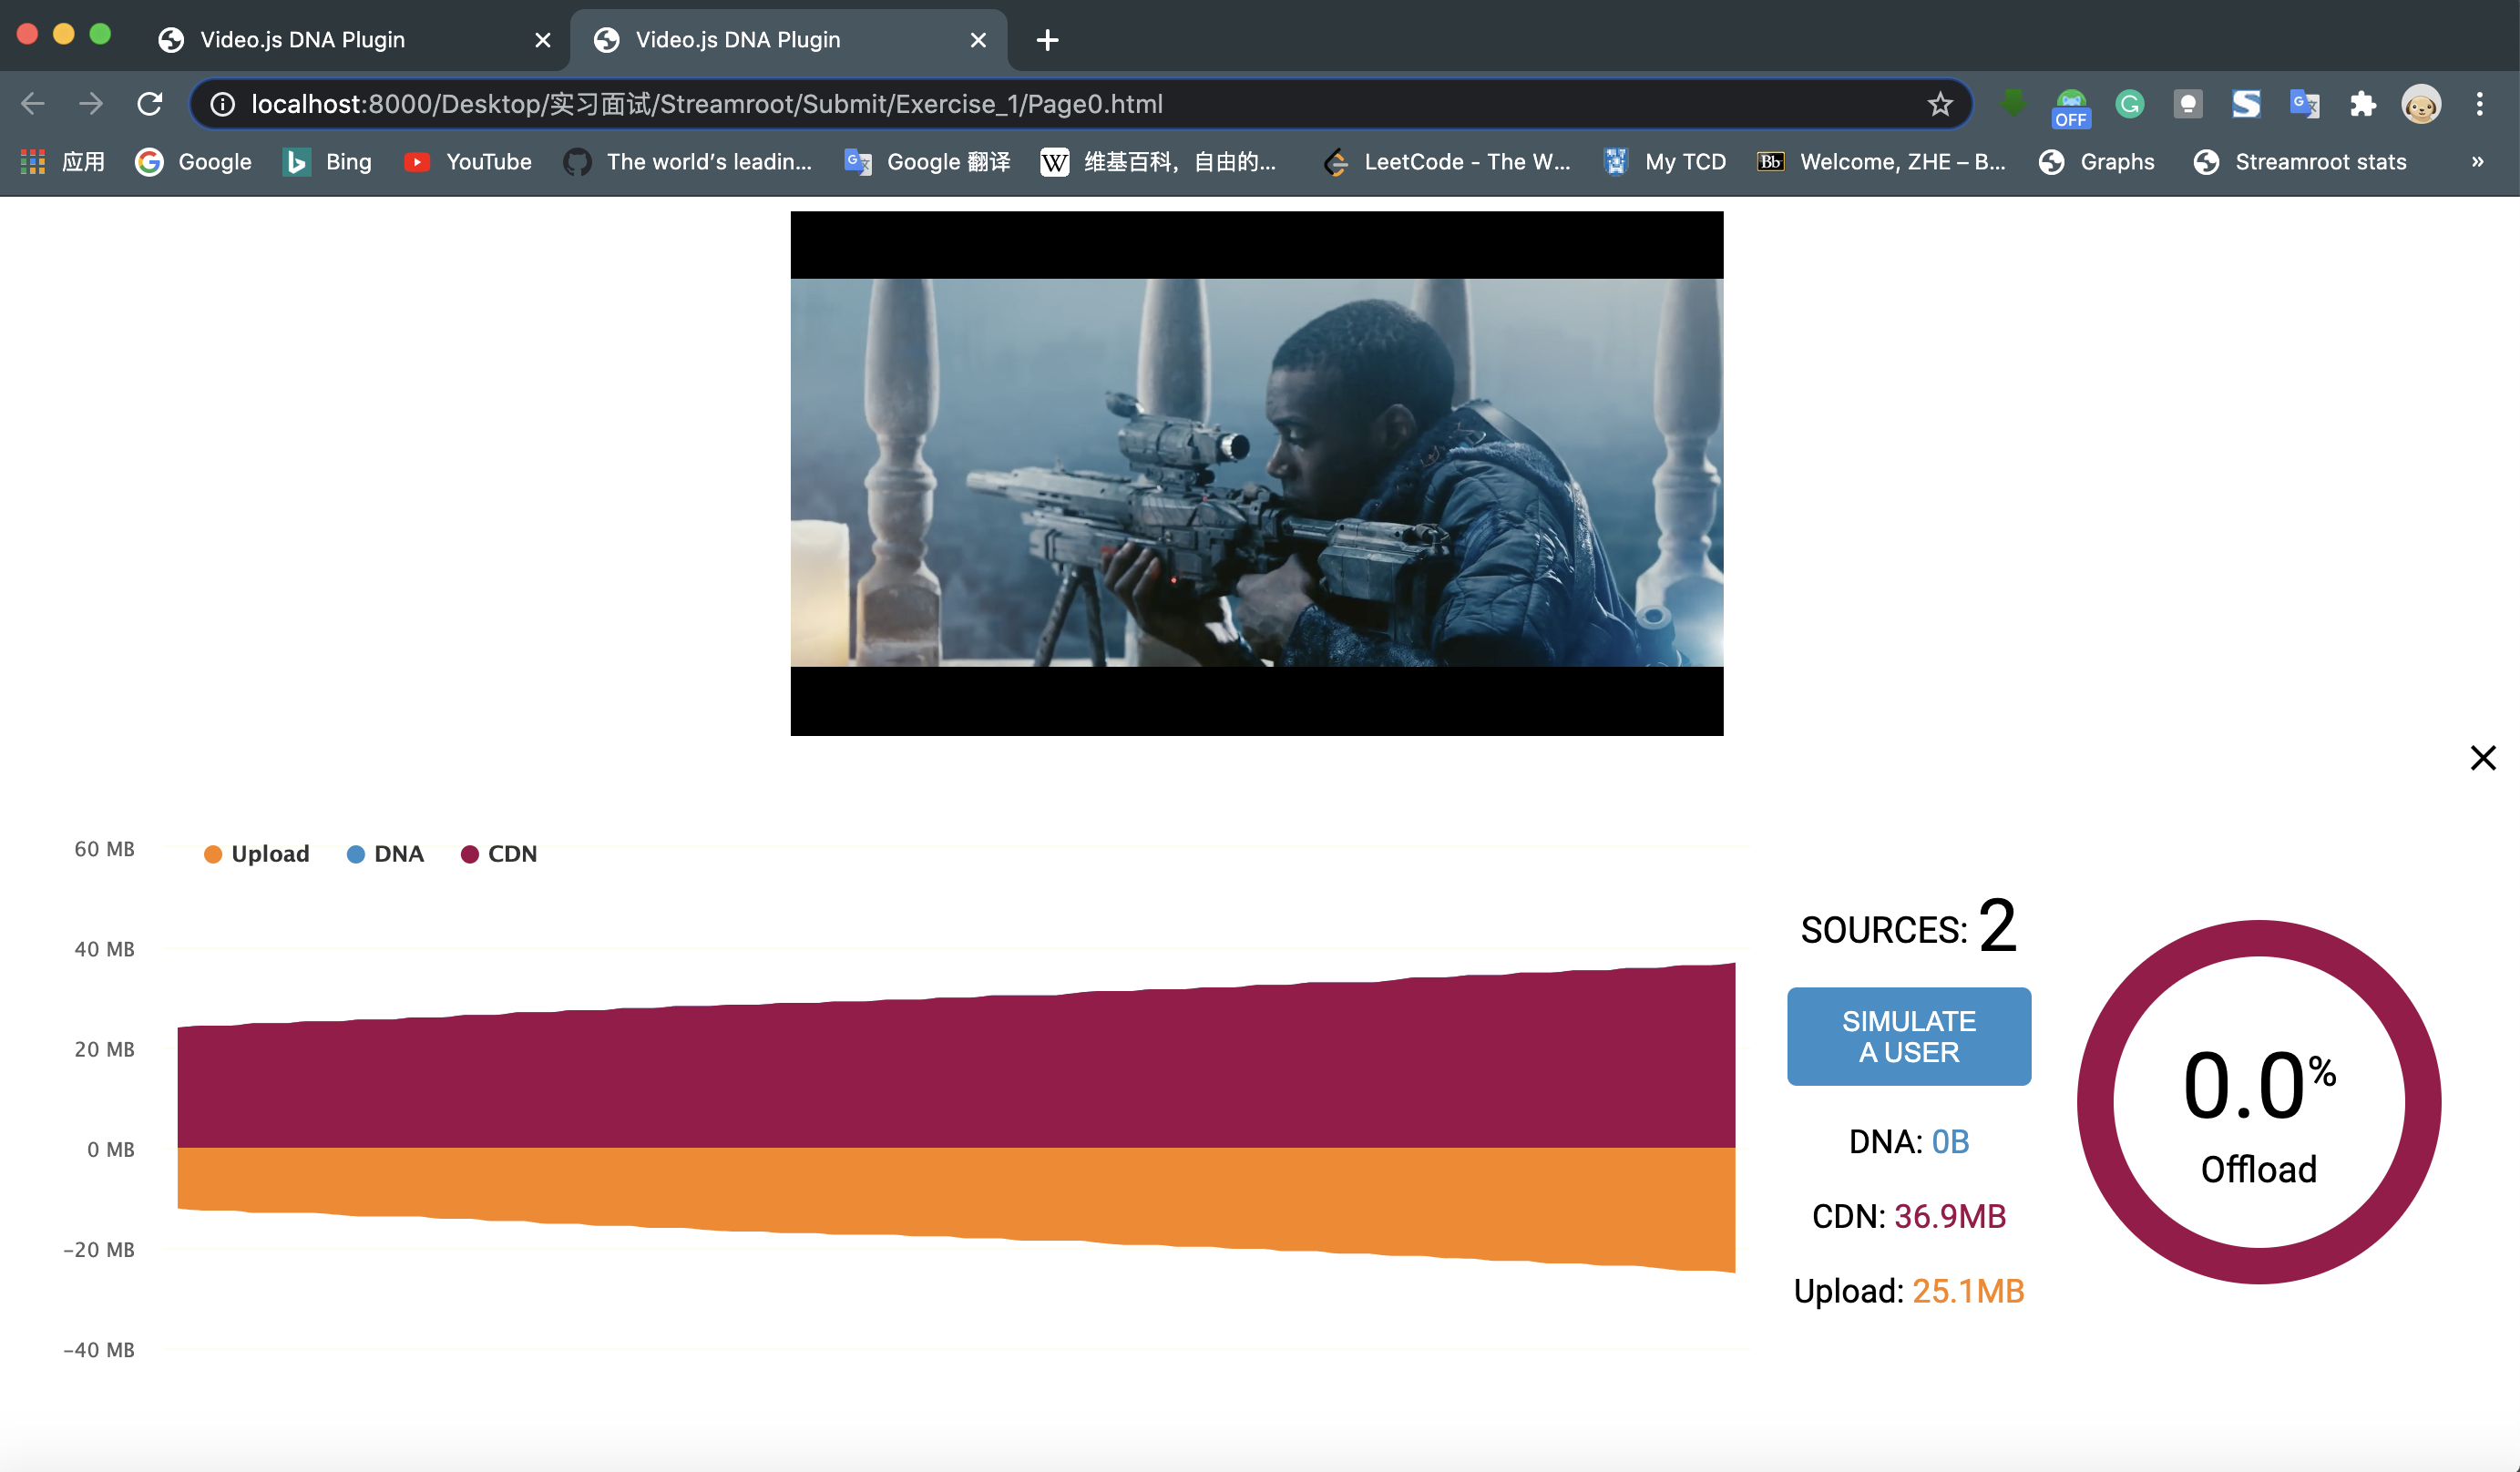 Video.js DNA Plugin
Video.js DNA Plugin
localhost:8000/Desktop/实习面试/Streamroot/Submit/Exercise_1/Page0.html
OFF
应用
Google
Bing
YouTube
The world's leadin...
Google 翻译
W 维基百科，自由的...
LeetCode - The W...
My TCD
Bb Welcome, ZHE – B...
Graphs
Streamroot stats
»
Upload
DNA
CDN
60 MB
40 MB
20 MB
0 MB
−20 MB
−40 MB
SOURCES: 2
SIMULATE
A USER
DNA: 0B
CDN: 36.9MB
Upload: 25.1MB
0.0%
Offload